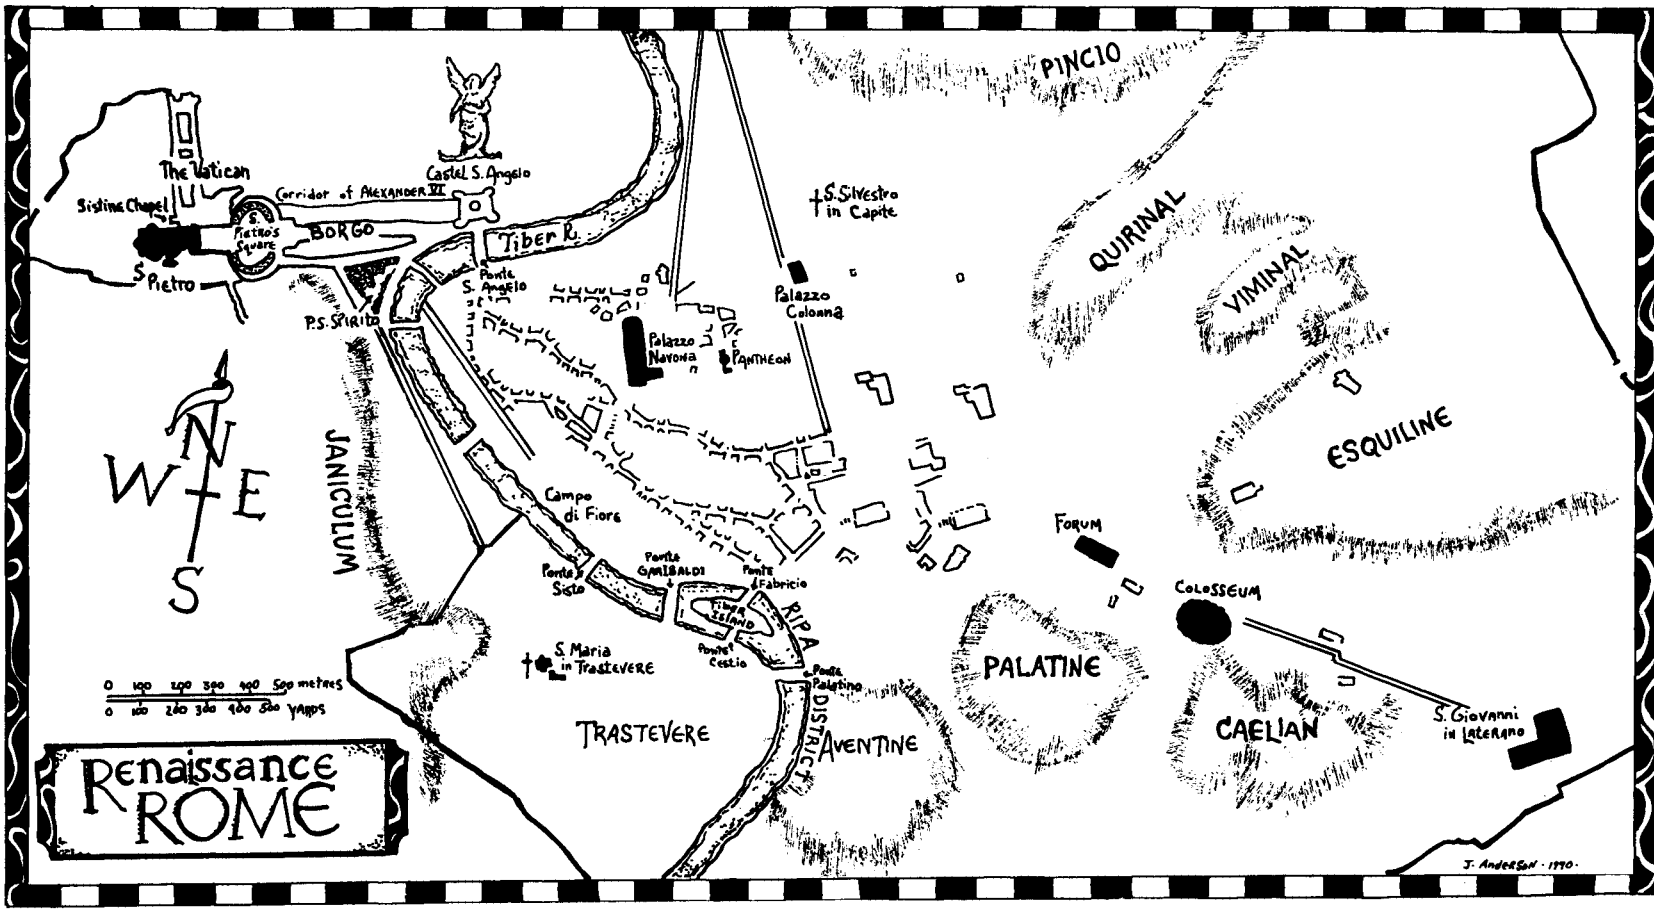 PINCIO
The Vatican
Castel S. Angelo
Corridor of ALEXANDER VI
Sistine Chapel
S.
Pietro's
Square
BORGO
S Pietro
Tiber R.
Ponte
S. Angelo
P.S. SPIRITO
S. Silvestro
in Capite
QUIRINAL
VIMINAL
Palazzo
Colonna
Palazzo
Navona
PANTHEON
ESQUILINE
N
W E
S
JANICULUM
Campo
di Fiore
FORUM
Ponte
Sisto
Ponte
GARIBALDI
Ponte
Fabricio
TIBER
ISLAND
RIPA
DISTRICT
Ponte
Cestio
Ponte
Palatino
COLOSSEUM
S. Maria
in TRASTEVERE
PALATINE
TRASTEVERE
AVENTINE
CAELIAN
S. Giovanni
in LATERANO
0 100 200 300 400 500 metres
0 100 200 300 400 500 YARDS
Renaissance
ROME
J. ANDERSON · 1990 ·